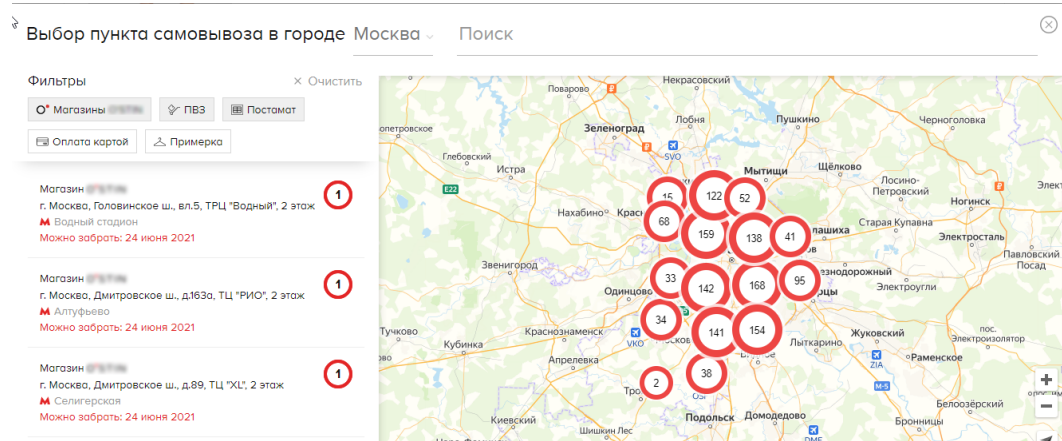 Выбор пункта самовывоза в городе Москва
Поиск
Фильтры
× Очистить
Магазины
ПВЗ
Постамат
Оплата картой
Примерка
Магазин
г. Москва, Головинское ш., вл.5, ТРЦ "Водный", 2 этаж
Водный стадион
Можно забрать: 24 июня 2021
1
Магазин
г. Москва, Дмитровское ш., д.163а, ТЦ "РИО", 2 этаж
Алтуфьево
Можно забрать: 24 июня 2021
1
Магазин
г. Москва, Дмитровское ш., д.89, ТЦ "XL", 2 этаж
Селигерская
Можно забрать: 24 июня 2021
1
Некрасовский
Поварово
Лобня
Пушкино
Черноголовка
Зеленоград
SVO
Глебовский
Истра
Мытищи
Щёлково
Лосино-
Петровский
Ногинск
E22
15
122
52
Нахабино
68
159
138
41
Старая Купавна
Электросталь
Павловский
Посад
Звенигород
33
142
168
95
Электроугли
34
141
154
Краснознаменск
VKO
Кубинка
Лыткарино
Жуковский
пос.
Электроизолятор
Апрелевка
ZIA
Раменское
2
38
М-5
Белоозёрский
Киевский
Шишкин Лес
Подольск
Домодедово
Бронницы
DME
+
−